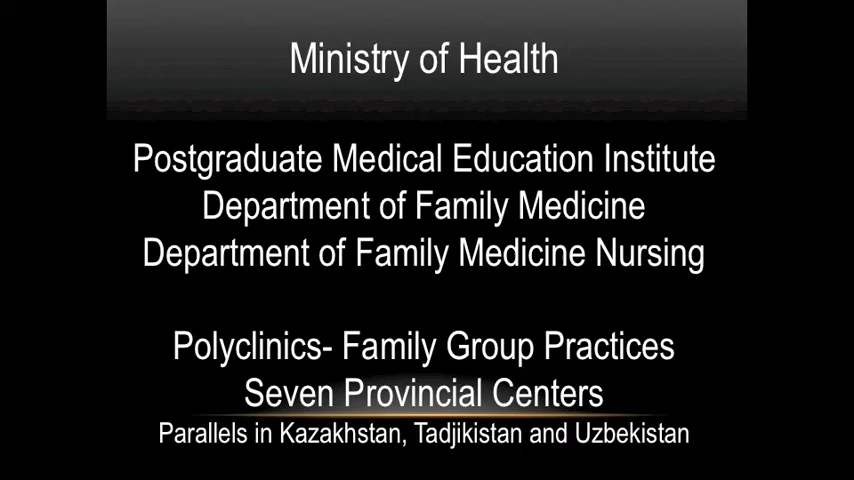 Ministry of Health
Postgraduate Medical Education Institute
Department of Family Medicine
Department of Family Medicine Nursing
Polyclinics- Family Group Practices
Seven Provincial Centers
Parallels in Kazakhstan, Tadjikistan and Uzbekistan